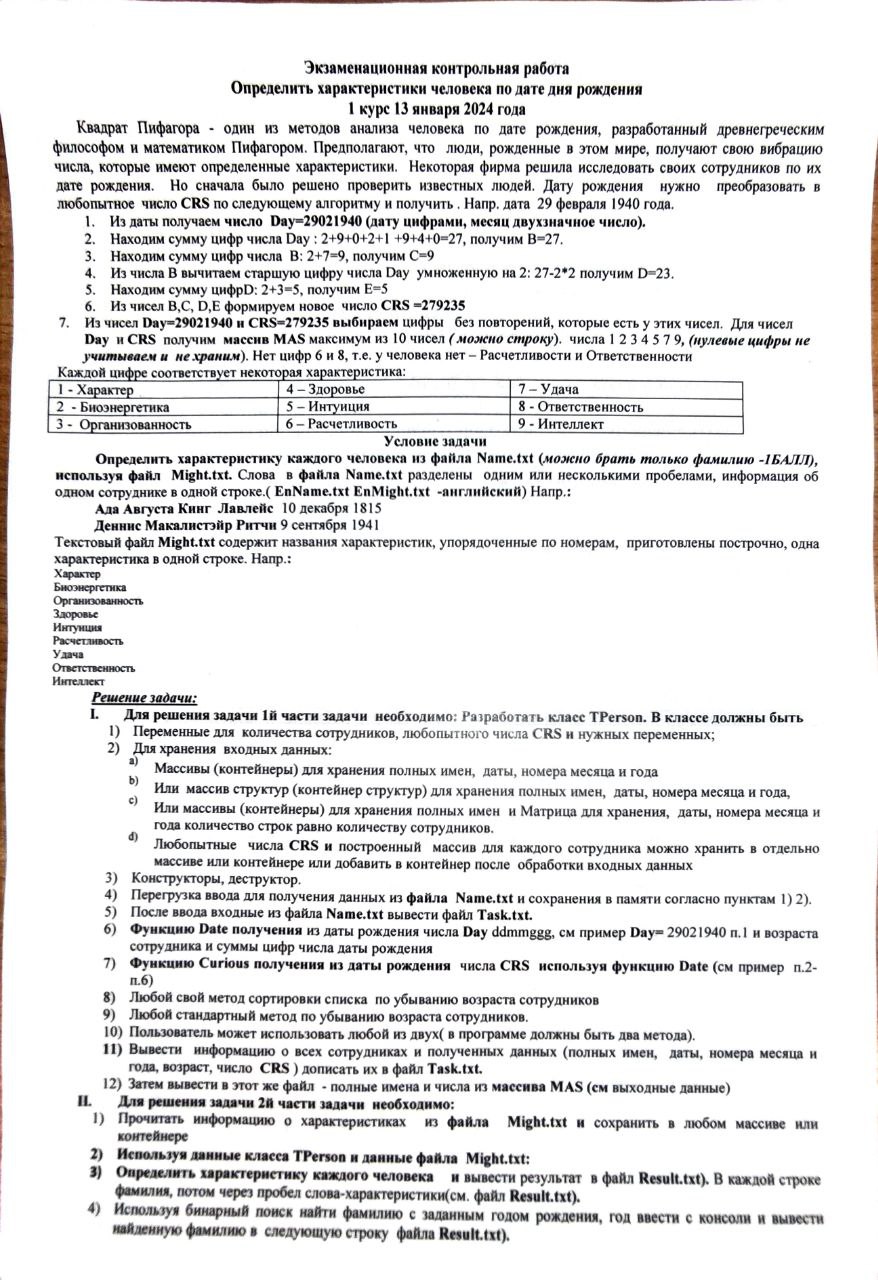 Экзаменационная контрольная работа
Определить характеристики человека по дате дня рождения
1 курс 13 января 2024 года
Квадрат Пифагора - один из методов анализа человека по дате рождения, разработанный древнегреческим
философом и математиком Пифагором. Предполагают, что люди, рожденные в этом мире, получают свою вибрацию
числа, которые имеют определенные характеристики. Некоторая фирма решила исследовать своих сотрудников по их
дате рождения. Но сначала было решено проверить известных людей. Дату рождения нужно преобразовать в
любопытное число CRS по следующему алгоритму и получить . Напр. дата 29 февраля 1940 года.
1. Из даты получаем число Day=29021940 (дату цифрами, месяц двухзначное число).
2. Находим сумму цифр числа Day : 2+9+0+2+1 +9+4+0=27, получим B=27.
3. Находим сумму цифр числа B: 2+7=9, получим C=9
4. Из числа B вычитаем старшую цифру числа Day умноженную на 2: 27-2*2 получим D=23.
5. Находим сумму цифрD: 2+3=5, получим E=5
6. Из чисел B,C, D,E формируем новое число CRS =279235
7. Из чисел Day=29021940 и CRS=279235 выбираем цифры без повторений, которые есть у этих чисел. Для чисел
Day и CRS получим массив MAS максимум из 10 чисел (можно строку). числа 1 2 3 4 5 7 9, (нулевые цифры не
учитываем и не храним). Нет цифр 6 и 8, т.е. у человека нет – Расчетливости и Ответственности
Каждой цифре соответствует некоторая характеристика:
1 - Характер 4 – Здоровье 7 – Удача
2 - Биоэнергетика 5 – Интуиция 8 - Ответственность
3 - Организованность 6 – Расчетливость 9 - Интеллект
Условие задачи
Определить характеристику каждого человека из файла Name.txt (можно брать только фамилию -1БАЛЛ),
используя файл Might.txt. Слова в файла Name.txt разделены одним или несколькими пробелами, информация об
одном сотруднике в одной строке.( EnName.txt EnMight.txt -английский) Напр.:
Ада Августа Кинг Лавлейс 10 декабря 1815
Деннис Макалистэйр Ритчи 9 сентября 1941
Текстовый файл Might.txt содержит названия характеристик, упорядоченные по номерам, приготовлены построчно, одна
характеристика в одной строке. Напр.:
Характер
Биоэнергетика
Организованность
Здоровье
Интуиция
Расчетливость
Удача
Ответственность
Интеллект
Решение задачи:
I. Для решения задачи 1й части задачи необходимо: Разработать класс TPerson. В классе должны быть
1) Переменные для количества сотрудников, любопытного числа CRS и нужных переменных;
2) Для хранения входных данных:
a) Массивы (контейнеры) для хранения полных имен, даты, номера месяца и года
b) Или массив структур (контейнер структур) для хранения полных имен, даты, номера месяца и года,
c) Или массивы (контейнеры) для хранения полных имен и Матрица для хранения, даты, номера месяца и
года количество строк равно количеству сотрудников.
d) Любопытные числа CRS и построенный массив для каждого сотрудника можно хранить в отдельно
массиве или контейнере или добавить в контейнер после обработки входных данных
3) Конструкторы, деструктор.
4) Перегрузка ввода для получения данных из файла Name.txt и сохранения в памяти согласно пунктам 1) 2).
5) После ввода входные из файла Name.txt вывести файл Task.txt.
6) Функцию Date получения из даты рождения числа Day ddmmggg, см пример Day= 29021940 п.1 и возраста
сотрудника и суммы цифр числа даты рождения
7) Функцию Curious получения из даты рождения числа CRS используя функцию Date (см пример п.2-
п.6)
8) Любой свой метод сортировки списка по убыванию возраста сотрудников
9) Любой стандартный метод по убыванию возраста сотрудников.
10) Пользователь может использовать любой из двух( в программе должны быть два метода).
11) Вывести информацию о всех сотрудниках и полученных данных (полных имен, даты, номера месяца и
года, возраст, число CRS ) дописать их в файл Task.txt.
12) Затем вывести в этот же файл - полные имена и числа из массива MAS (см выходные данные)
II. Для решения задачи 2й части задачи необходимо:
1) Прочитать информацию о характеристиках из файла Might.txt и сохранить в любом массиве или
контейнере
2) Используя данные класса TPerson и данные файла Might.txt:
3) Определить характеристику каждого человека и вывести результат в файл Result.txt). В каждой строке
фамилия, потом через пробел слова-характеристики(см. файл Result.txt).
4) Используя бинарный поиск найти фамилию с заданным годом рождения, год ввести с консоли и вывести
найденную фамилию в следующую строку файла Result.txt).